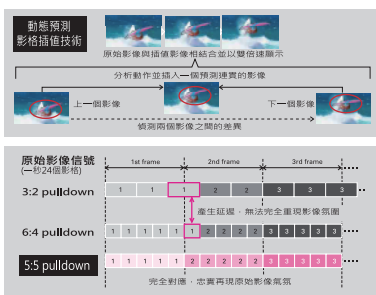 動態預測
影格插值技術
原始影像與插值影像相結合並以雙倍速顯示
分析動作並插入一個預測連貫的影像
上一個影像
下一個影像
偵測兩個影像之間的差異
原始影像信號
(一秒24個影格)
1st frame 2nd frame 3rd frame
3:2 pulldown 1 1 1 2 2 3 3 3
產生延遲，無法完全重現影像氛圍
6:4 pulldown 1 1 1 1 1 1 2 2 2 2 3 3 3 3 3
5:5 pulldown 1 1 1 1 1 2 2 2 2 2 3 3 3 3 3
完全對應，忠實再現原始影像氣氛